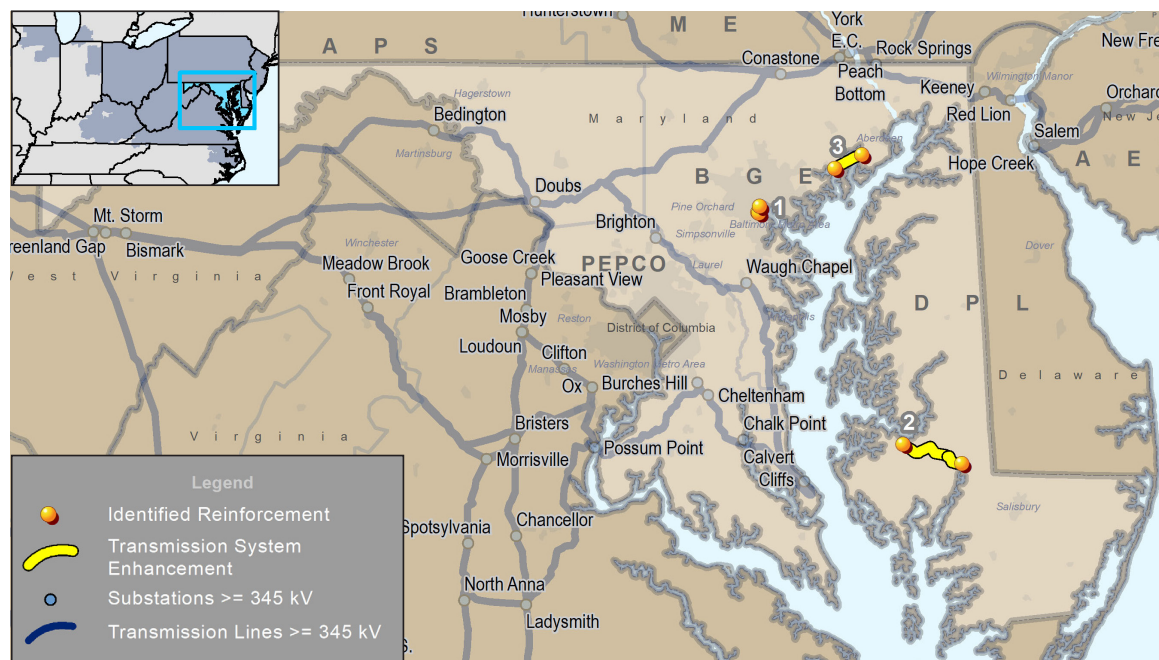 Hunterstown
M E
York
E.C.
Rock Springs
New Fre
A P S
Conastone
Peach
Bottom
Keeney
Wilmington Manor
Hagerstown
Orchard
Bedington
Maryland
Aberdeen
Red Lion
New Je
Martinsburg
3
Salem
Hope Creek
A E
B G E
Doubs
Pine Orchard
1
Mt. Storm
Brighton
Simpsonville
reenland Gap
Bismark
Winchester
Dover
Goose Creek
PEPCO
Laurel
Waugh Chapel
West Virginia
Meadow Brook
Pleasant View
Front Royal
Brambleton
D P L
Mosby
Reston
District of Columbia
Loudoun
Clifton
Washington Metro Area
Manassas
Ox
Burches Hill
Delaware
Cheltenham
Bristers
Chalk Point
2
Virginia
Possum Point
Morrisville
Calvert
Cliffs
Legend
Identified Reinforcement
Salisbury
Spotsylvania
Chancellor
Transmission System
Enhancement
North Anna
Substations >= 345 kV
Ladysmith
Transmission Lines >= 345 kV
S.